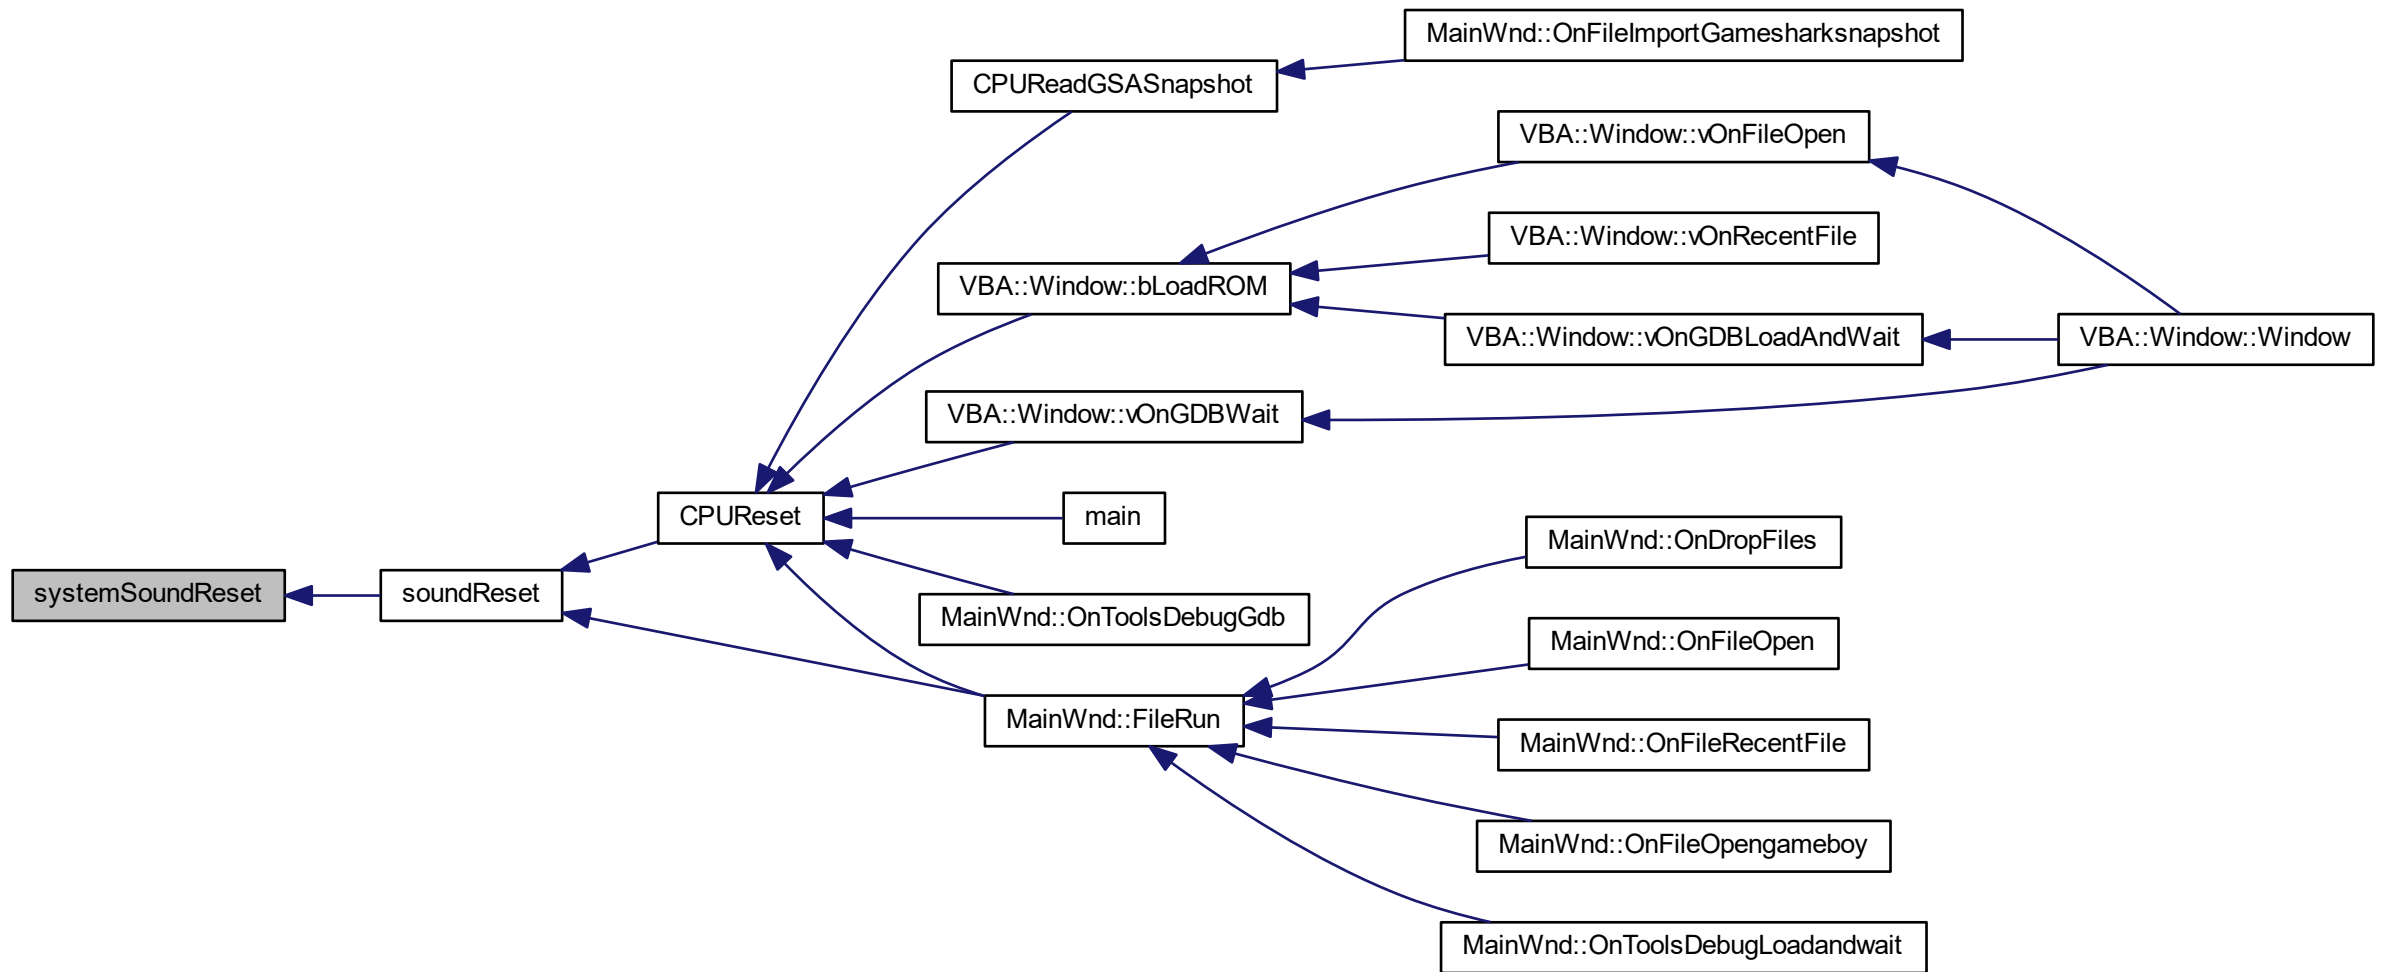 MainWnd::OnFileImportGamesharksnapshot
CPUReadGSASnapshot
VBA::Window::vOnFileOpen
VBA::Window::vOnRecentFile
VBA::Window::bLoadROM
VBA::Window::vOnGDBLoadAndWait
VBA::Window::Window
VBA::Window::vOnGDBWait
CPUReset
main
MainWnd::OnDropFiles
systemSoundReset
soundReset
MainWnd::OnToolsDebugGdb
MainWnd::OnFileOpen
MainWnd::FileRun
MainWnd::OnFileRecentFile
MainWnd::OnFileOpengameboy
MainWnd::OnToolsDebugLoadandwait